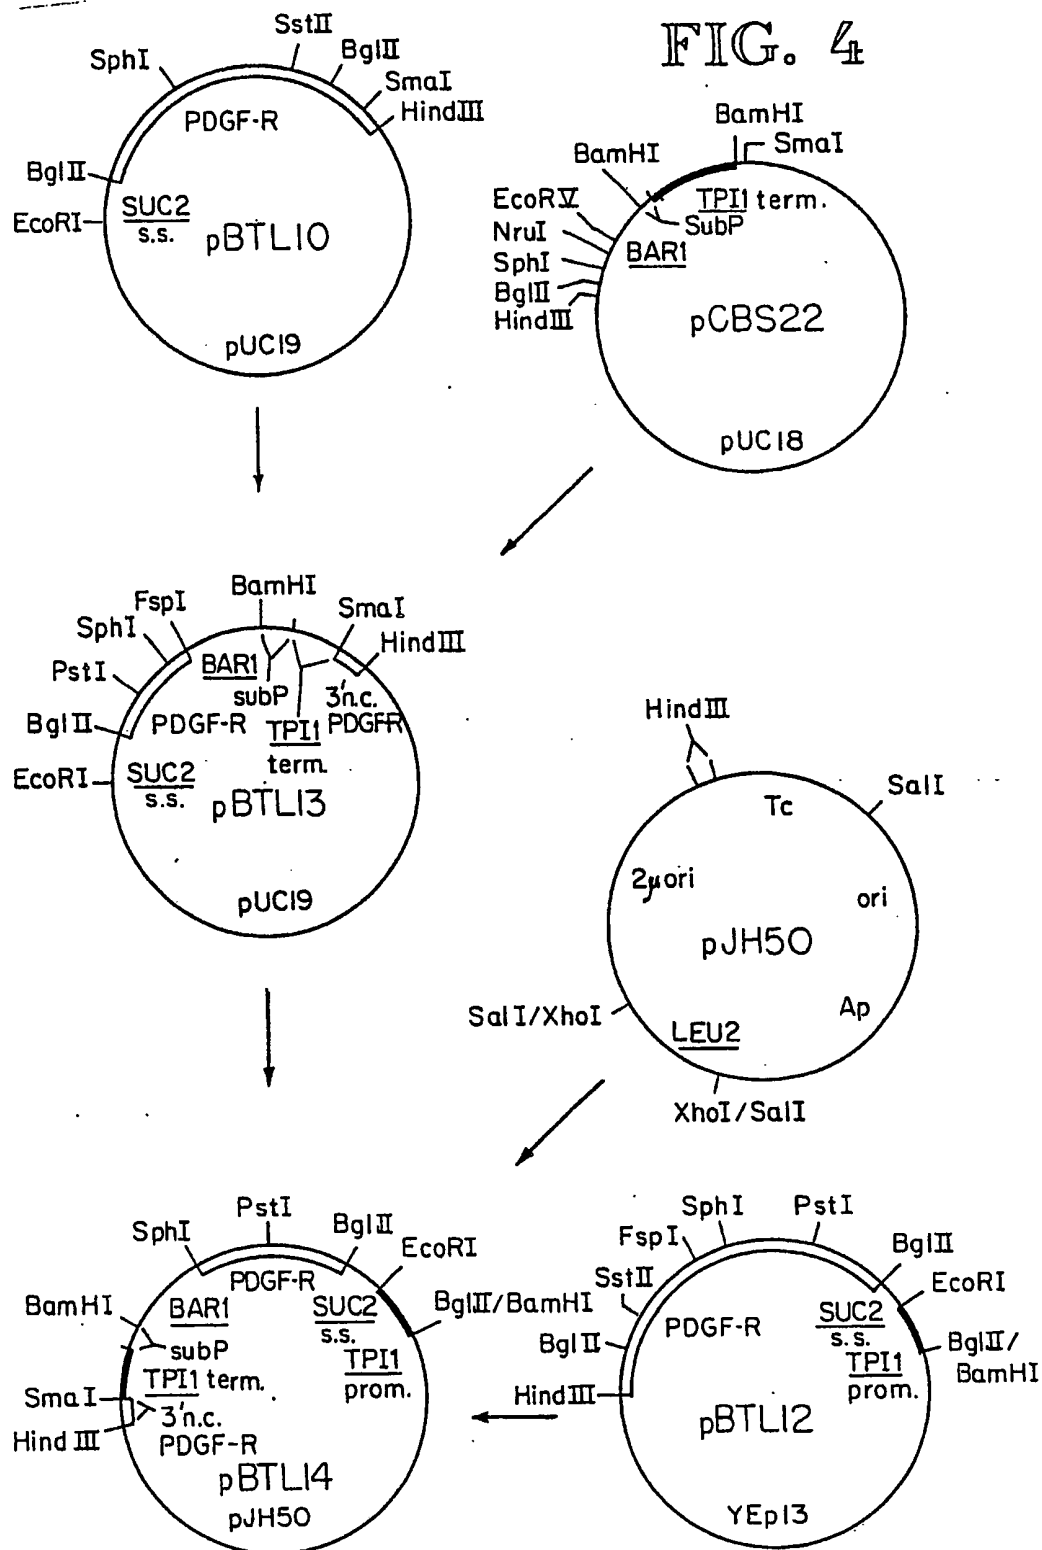 FIG. 4
SphI
SstII
BglII
SmaI
HindIII
PDGF-R
BglII
EcoRI
SUC2
s.s.
pBTL10
pUC19
BamHI
SmaI
BamHI
EcoRV
NruI
SphI
BglII
HindIII
TPI1 term.
SubP
BAR1
pCBS22
pUC18
BamHI
FspI
SphI
PstI
BglII
EcoRI
SmaI
HindIII
BAR1
subP
3'n.c.
PDGF-R
TPI1
PDGFR
term.
SUC2
s.s.
pBTL13
pUC19
HindIII
SalI
Tc
2µ ori
ori
pJH50
Ap
SalI/XhoI
LEU2
XhoI/SalI
PstI
SphI
BglII
EcoRI
PDGF-R
BamHI
BAR1
SUC2
s.s.
BglII/BamHI
subP
TPI1
prom.
TPI1 term.
SmaI
3'n.c.
HindIII
PDGF-R
pBTL14
pJH50
SphI
PstI
FspI
BglII
SstII
EcoRI
PDGF-R
SUC2
s.s.
BglII
BglII/
BamHI
TPI1
prom.
HindIII
pBTL12
YEp13